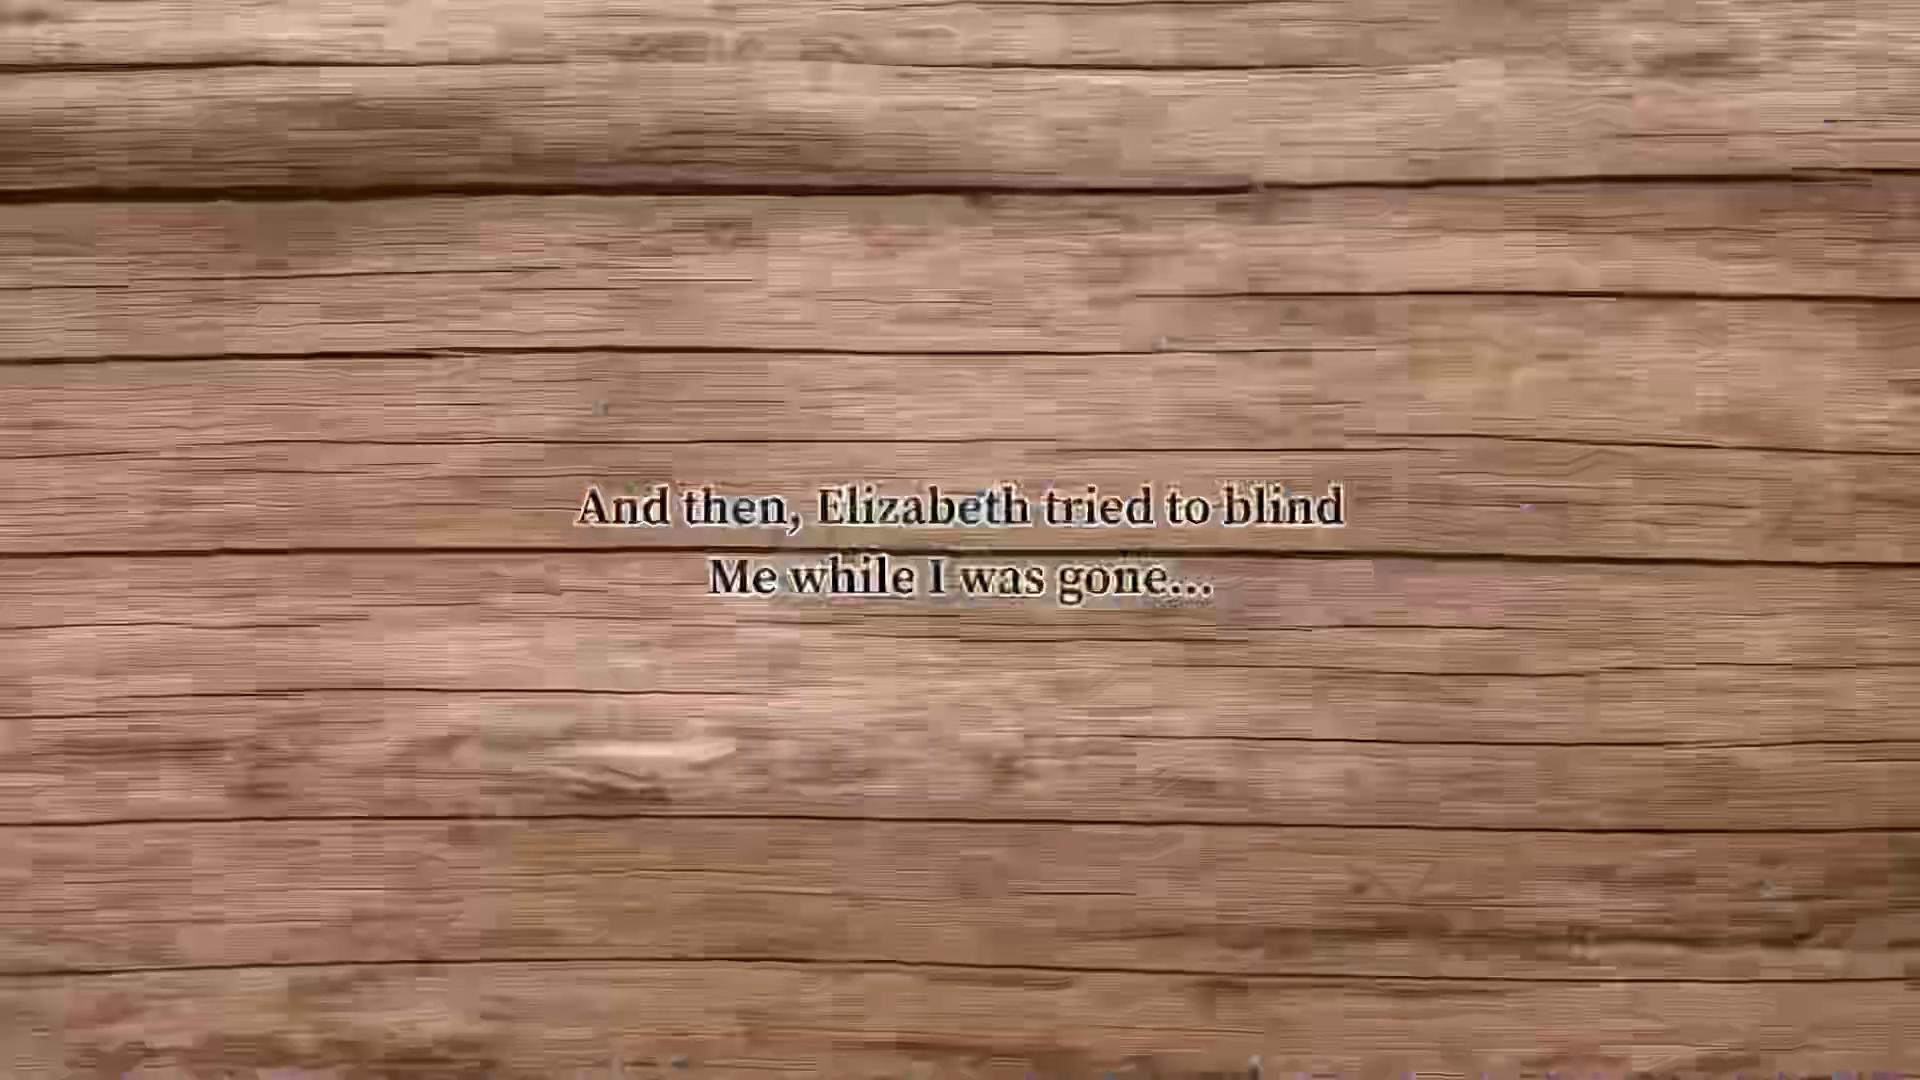 And then, Elizabeth tried to blind
Me while I was gone...